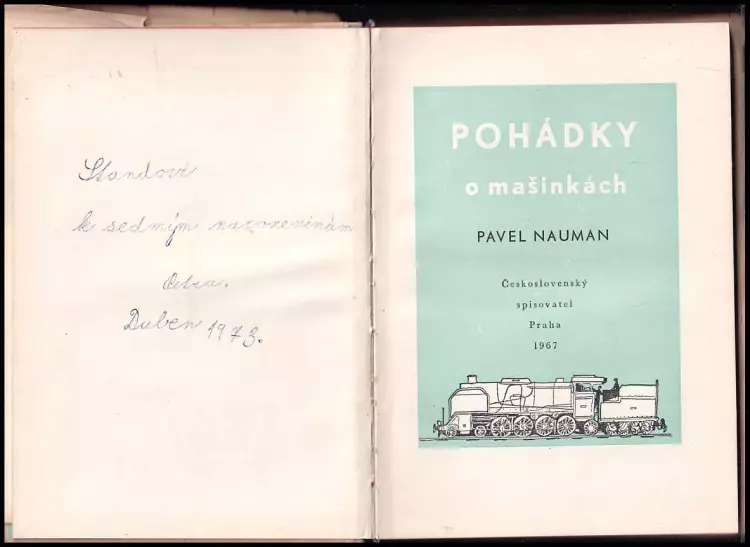 Standovi
k sedmým narozeninám
Petra.
Duben 1973.
POHÁDKY
o mašinkách
PAVEL NAUMAN
Československý
spisovatel
Praha
1967